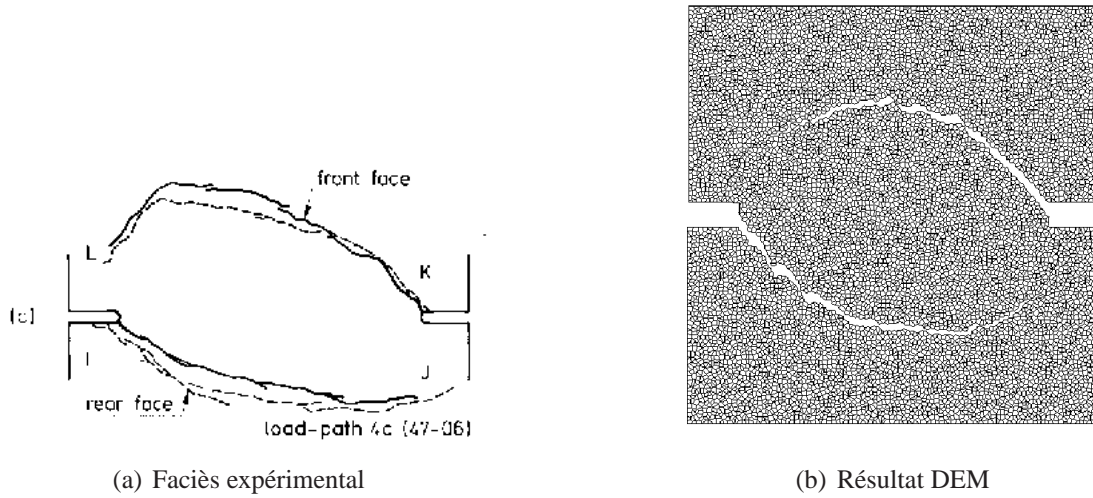 front face
L
K
(c)
I
J
rear face
load-path 4c (47-06)
(a) Faciès expérimental
(b) Résultat DEM